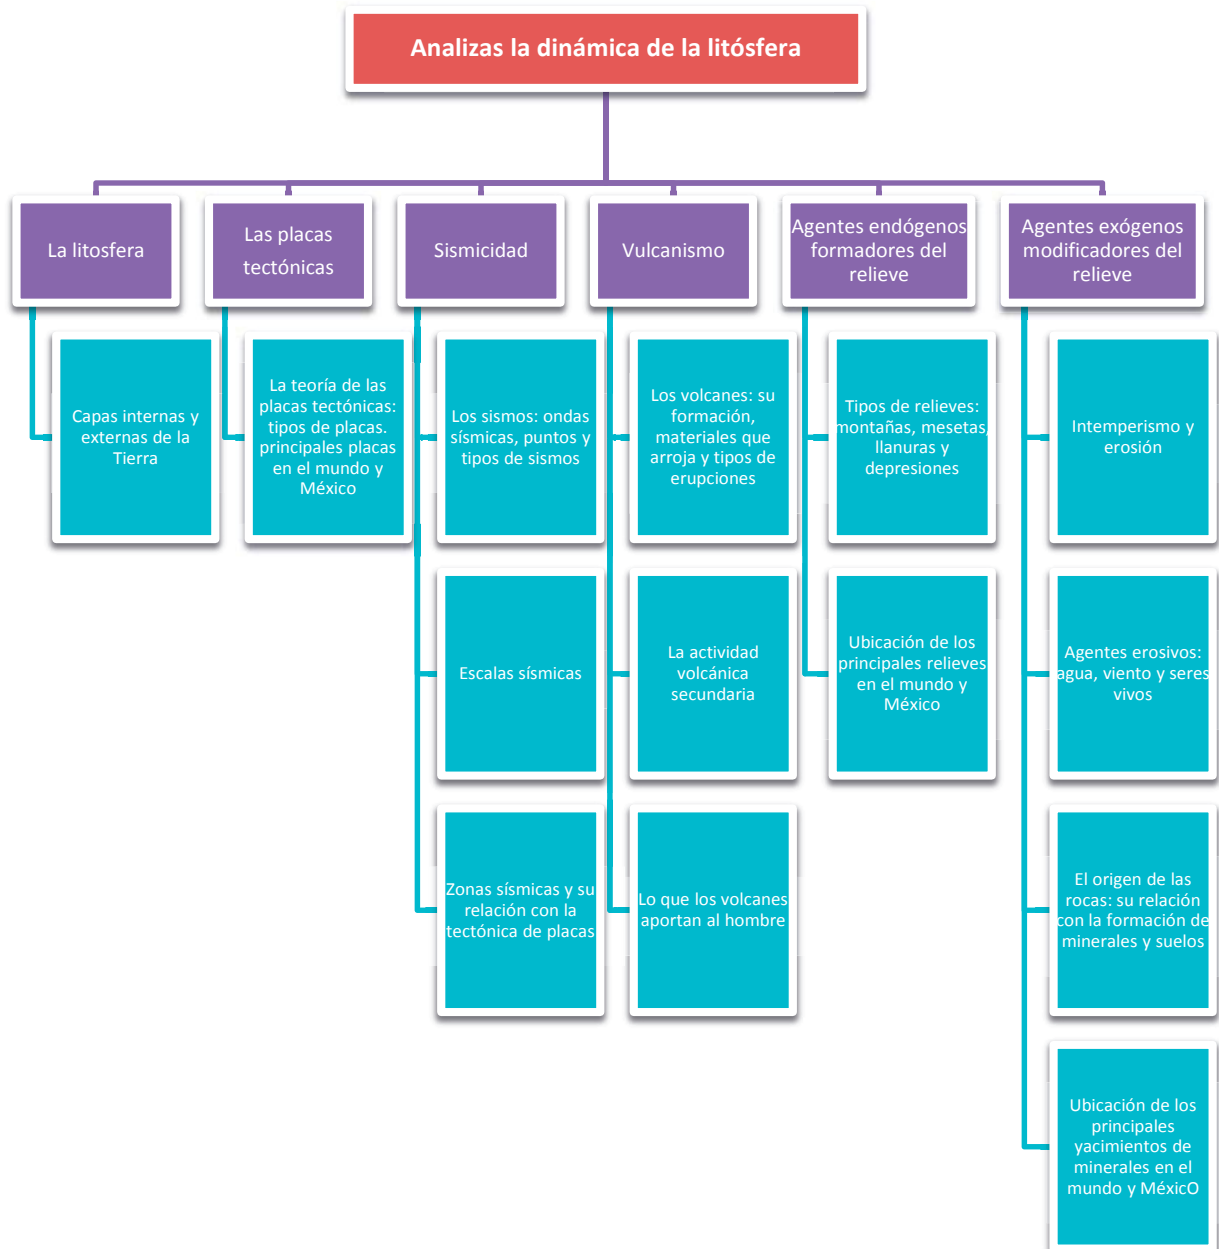 Analizas la dinámica de la litósfera
La litosfera
Las placas
tectónicas
Sismicidad
Vulcanismo
Agentes endógenos
formadores del
relieve
Agentes exógenos
modificadores del
relieve
Capas internas y
externas de la
Tierra
La teoría de las
placas tectónicas:
tipos de placas.
principales placas
en el mundo y
México
Los sismos: ondas
sísmicas, puntos y
tipos de sismos
Los volcanes: su
formación,
materiales que
arroja y tipos de
erupciones
Tipos de relieves:
montañas, mesetas,
llanuras y
depresiones
Intemperismo y
erosión
Escalas sísmicas
La actividad
volcánica
secundaria
Ubicación de los
principales relieves
en el mundo y
México
Agentes erosivos:
agua, viento y seres
vivos
Zonas sísmicas y su
relación con la
tectónica de placas
Lo que los volcanes
aportan al hombre
El origen de las
rocas: su relación
con la formación de
minerales y suelos
Ubicación de los
principales
yacimientos de
minerales en el
mundo y MéxicO